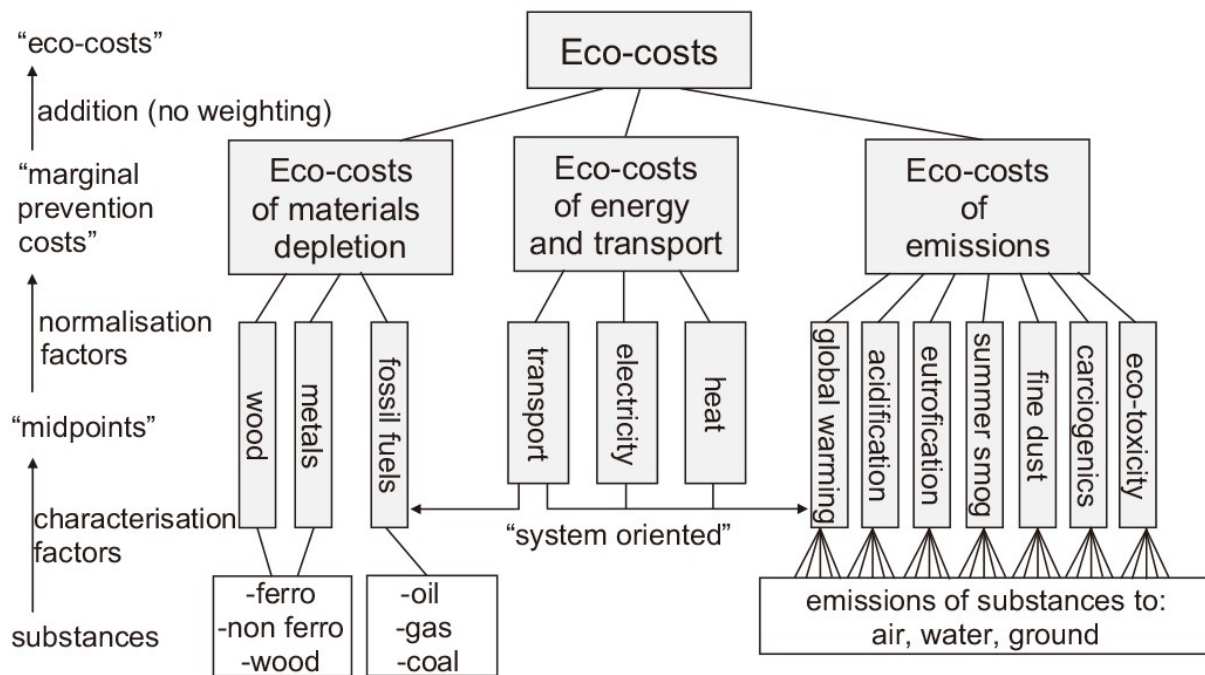 “eco-costs”
addition (no weighting)
“marginal
prevention
costs”
normalisation
factors
“midpoints”
characterisation
factors
substances
Eco-costs
Eco-costs
of materials
depletion
Eco-costs
of energy
and transport
Eco-costs
of
emissions
wood
metals
fossil fuels
transport
electricity
heat
global warming
acidification
eutrofication
summer smog
fine dust
carciogenics
eco-toxicity
“system oriented”
-ferro
-non ferro
-wood
-oil
-gas
-coal
emissions of substances to:
air, water, ground